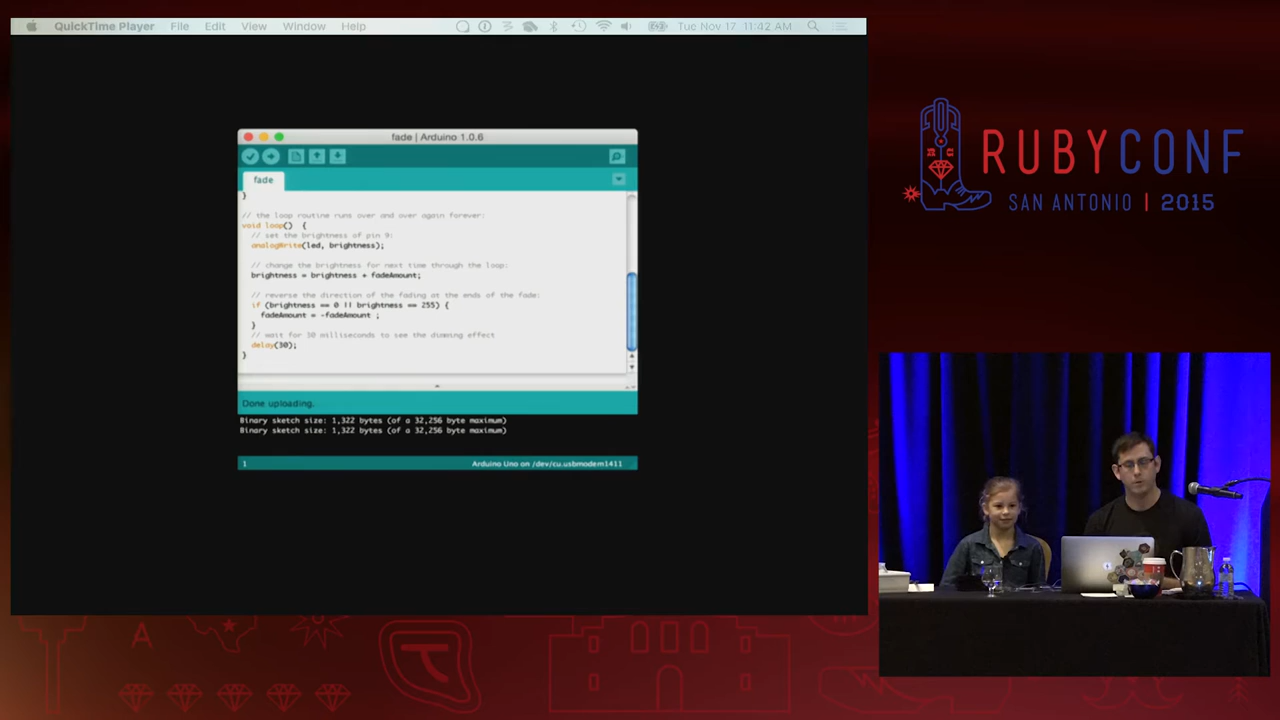 QuickTime Player File Edit View Window Help Tue Nov 17 11:42 AM
fade | Arduino 1.0.6
fade
}
// the loop routine runs over and over again forever:
void loop() {
// set the brightness of pin 9:
analogWrite(led, brightness);
// change the brightness for next time through the loop:
brightness = brightness + fadeAmount;
// reverse the direction of the fading at the ends of the fade:
if (brightness == 0 || brightness == 255) {
fadeAmount = -fadeAmount ;
}
// wait for 30 milliseconds to see the dimming effect
delay(30);
}
Done uploading.
Binary sketch size: 1,322 bytes (of a 32,256 byte maximum)
Binary sketch size: 1,322 bytes (of a 32,256 byte maximum)
1 Arduino Uno on /dev/cu.usbmodem1411
RUBYCONF
SAN ANTONIO | 2015